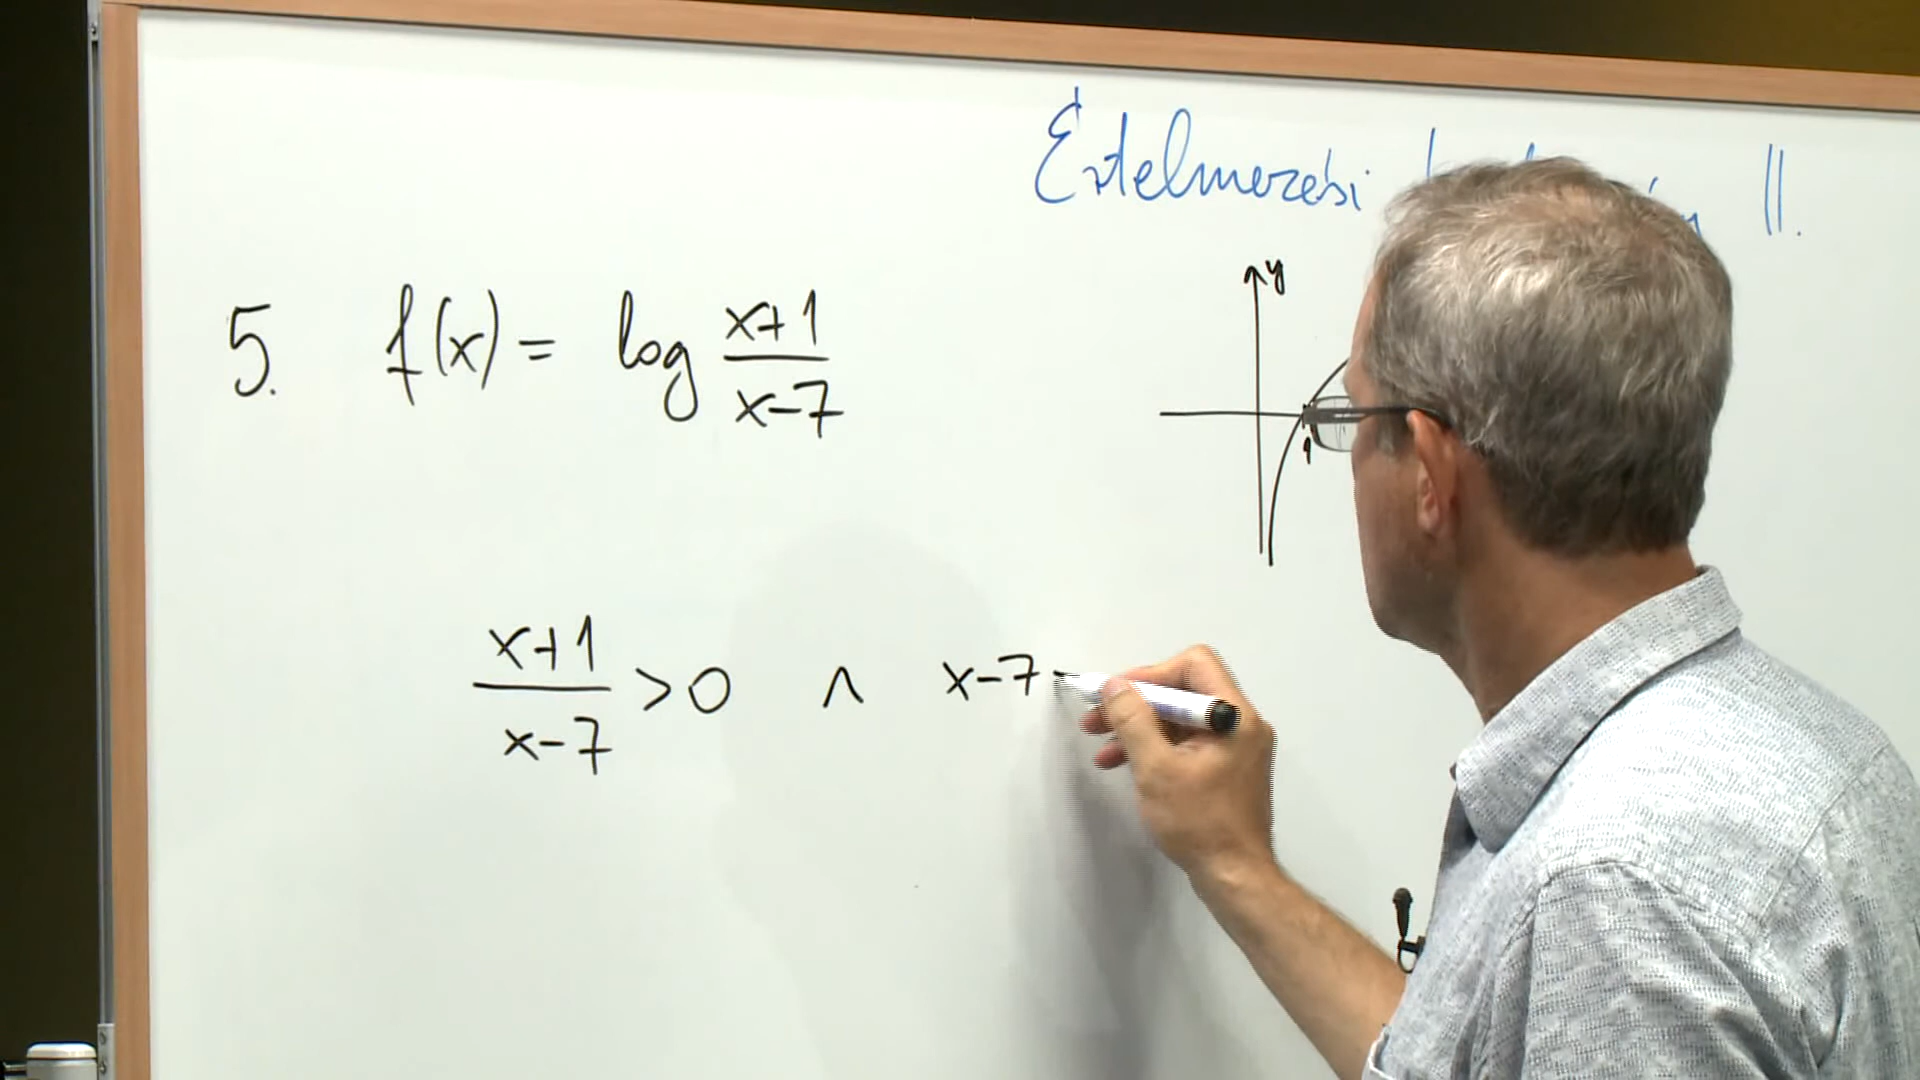 Értelmezési II.
y
5. f(x) = log (x+1)/(x-7)
1
(x+1)/(x-7) > 0 ∧ x-7